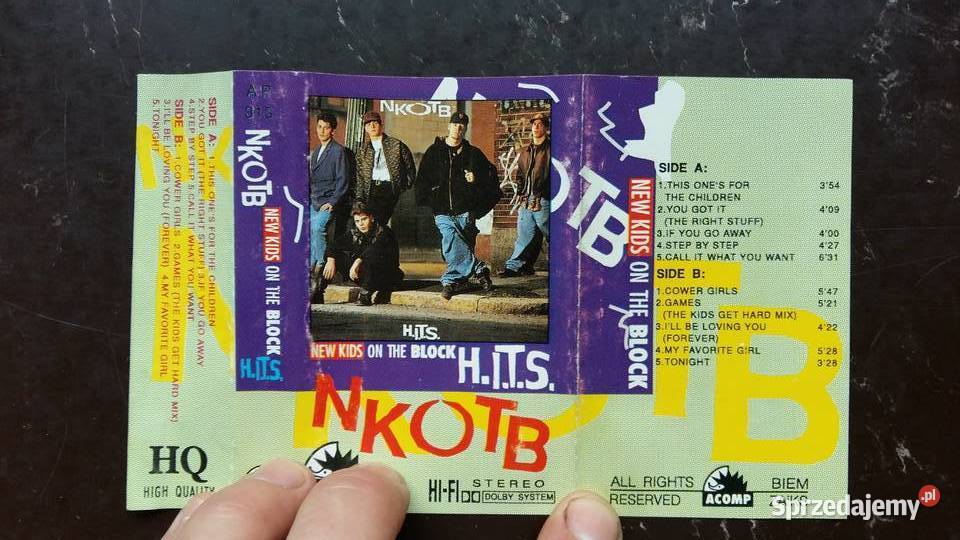 SIDE A: 1.THIS ONE'S FOR THE CHILDREN
2.YOU GOT IT (THE RIGHT STUFF) 3.IF YOU GO AWAY
4.STEP BY STEP 5.CALL IT WHAT YOU WANT
SIDE B: 1.COWER GIRLS 2.GAMES (THE KIDS GET HARD MIX)
3.I'LL BE LOVING YOU (FOREVER) 4.MY FAVORITE GIRL
5.TONIGHT
HQ
HIGH QUALITY
NKOTB
NEW KIDS ON THE BLOCK
H.I.T.S.
NKOTB
H.I.T.S.
NEW KIDS ON THE BLOCK H.I.T.S.
NKOTB
HI-FI
STEREO
DOLBY SYSTEM
TB
NEW KIDS ON THE BLOCK
SIDE A:
1.THIS ONE'S FOR 3'54
THE CHILDREN
2.YOU GOT IT 4'09
(THE RIGHT STUFF)
3.IF YOU GO AWAY 4'00
4.STEP BY STEP 4'27
5.CALL IT WHAT YOU WANT 6'31
SIDE B:
1.COWER GIRLS 5'47
2.GAMES 5'21
(THE KIDS GET HARD MIX)
3.I'LL BE LOVING YOU 4'22
(FOREVER)
4.MY FAVORITE GIRL 5'28
5.TONIGHT 3'28
TB
ALL RIGHTS
RESERVED
ACOMP
BIEM
Sprzedajemy.pl